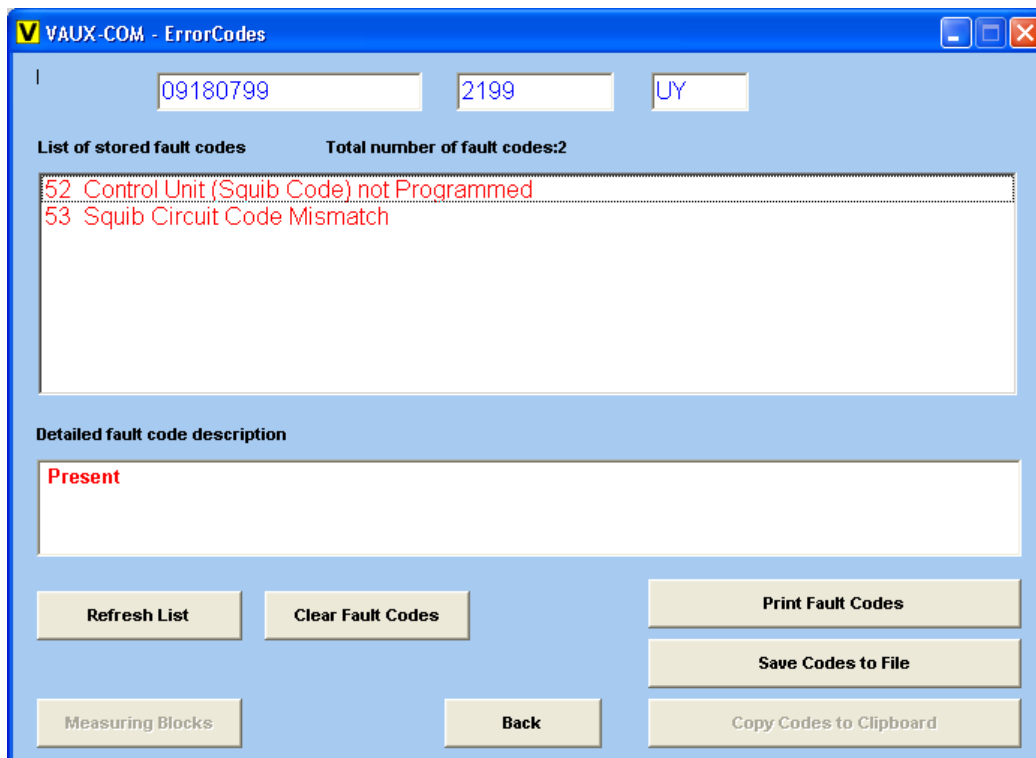 V VAUX-COM - ErrorCodes
09180799 2199 UY
List of stored fault codes Total number of fault codes:2
52 Control Unit (Squib Code) not Programmed
53 Squib Circuit Code Mismatch
Detailed fault code description
Present
Refresh List Clear Fault Codes Print Fault Codes
Save Codes to File
Measuring Blocks Back Copy Codes to Clipboard